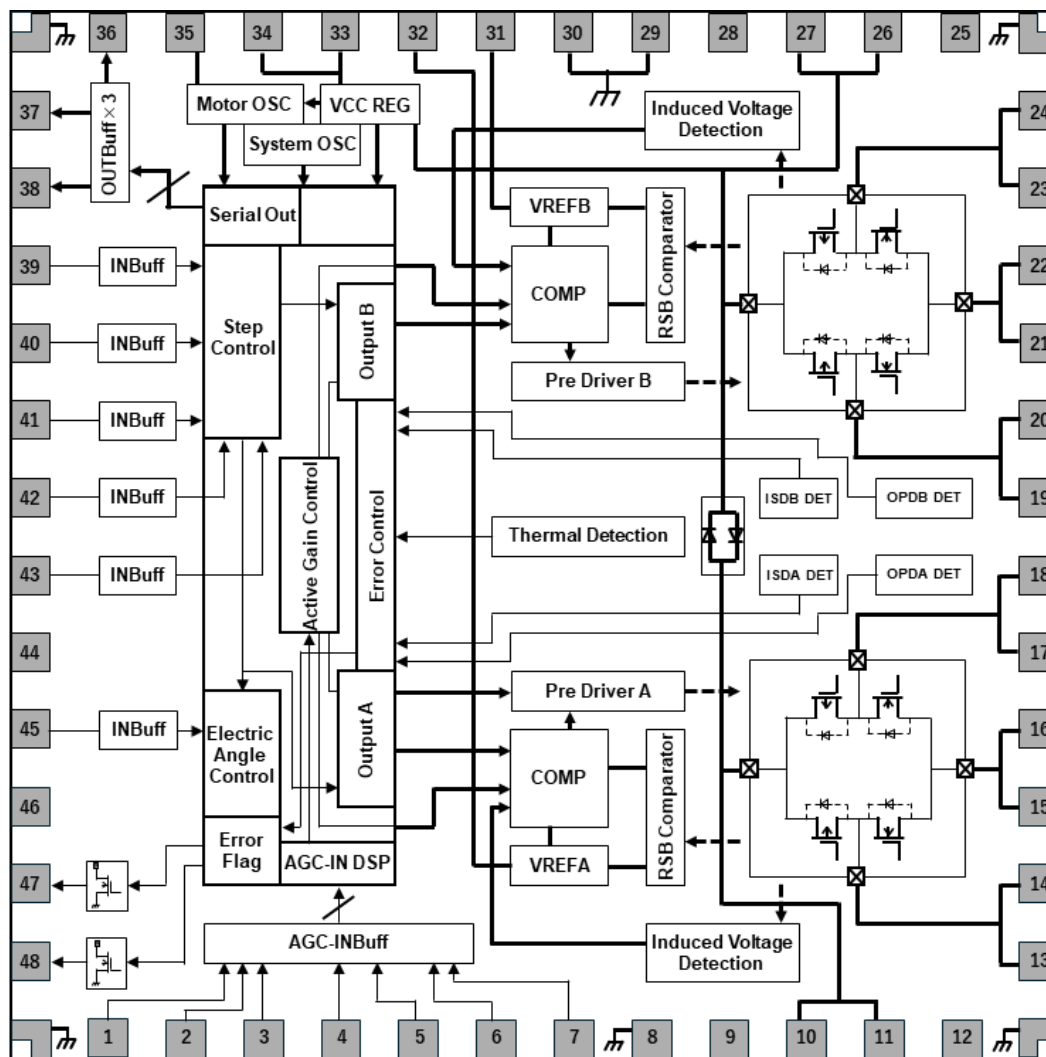 36
35
34
33
32
31
30
29
28
27
26
25
37
OUTBuff × 3
Motor OSC
VCC REG
System OSC
Induced Voltage
Detection
24
38
Serial Out
VREFB
RSB Comparator
23
39
INBuff
Step
Control
Output B
COMP
22
40
INBuff
Pre Driver B
21
41
INBuff
20
42
INBuff
Active Gain Control
Error Control
Thermal Detection
ISDB DET
OPDB DET
19
43
INBuff
ISDA DET
OPDA DET
18
44
17
45
INBuff
Electric
Angle
Control
Output A
Pre Driver A
COMP
RSB Comparator
16
46
15
Error
Flag
AGC-IN DSP
VREFA
47
14
48
AGC-INBuff
Induced Voltage
Detection
13
1
2
3
4
5
6
7
8
9
10
11
12